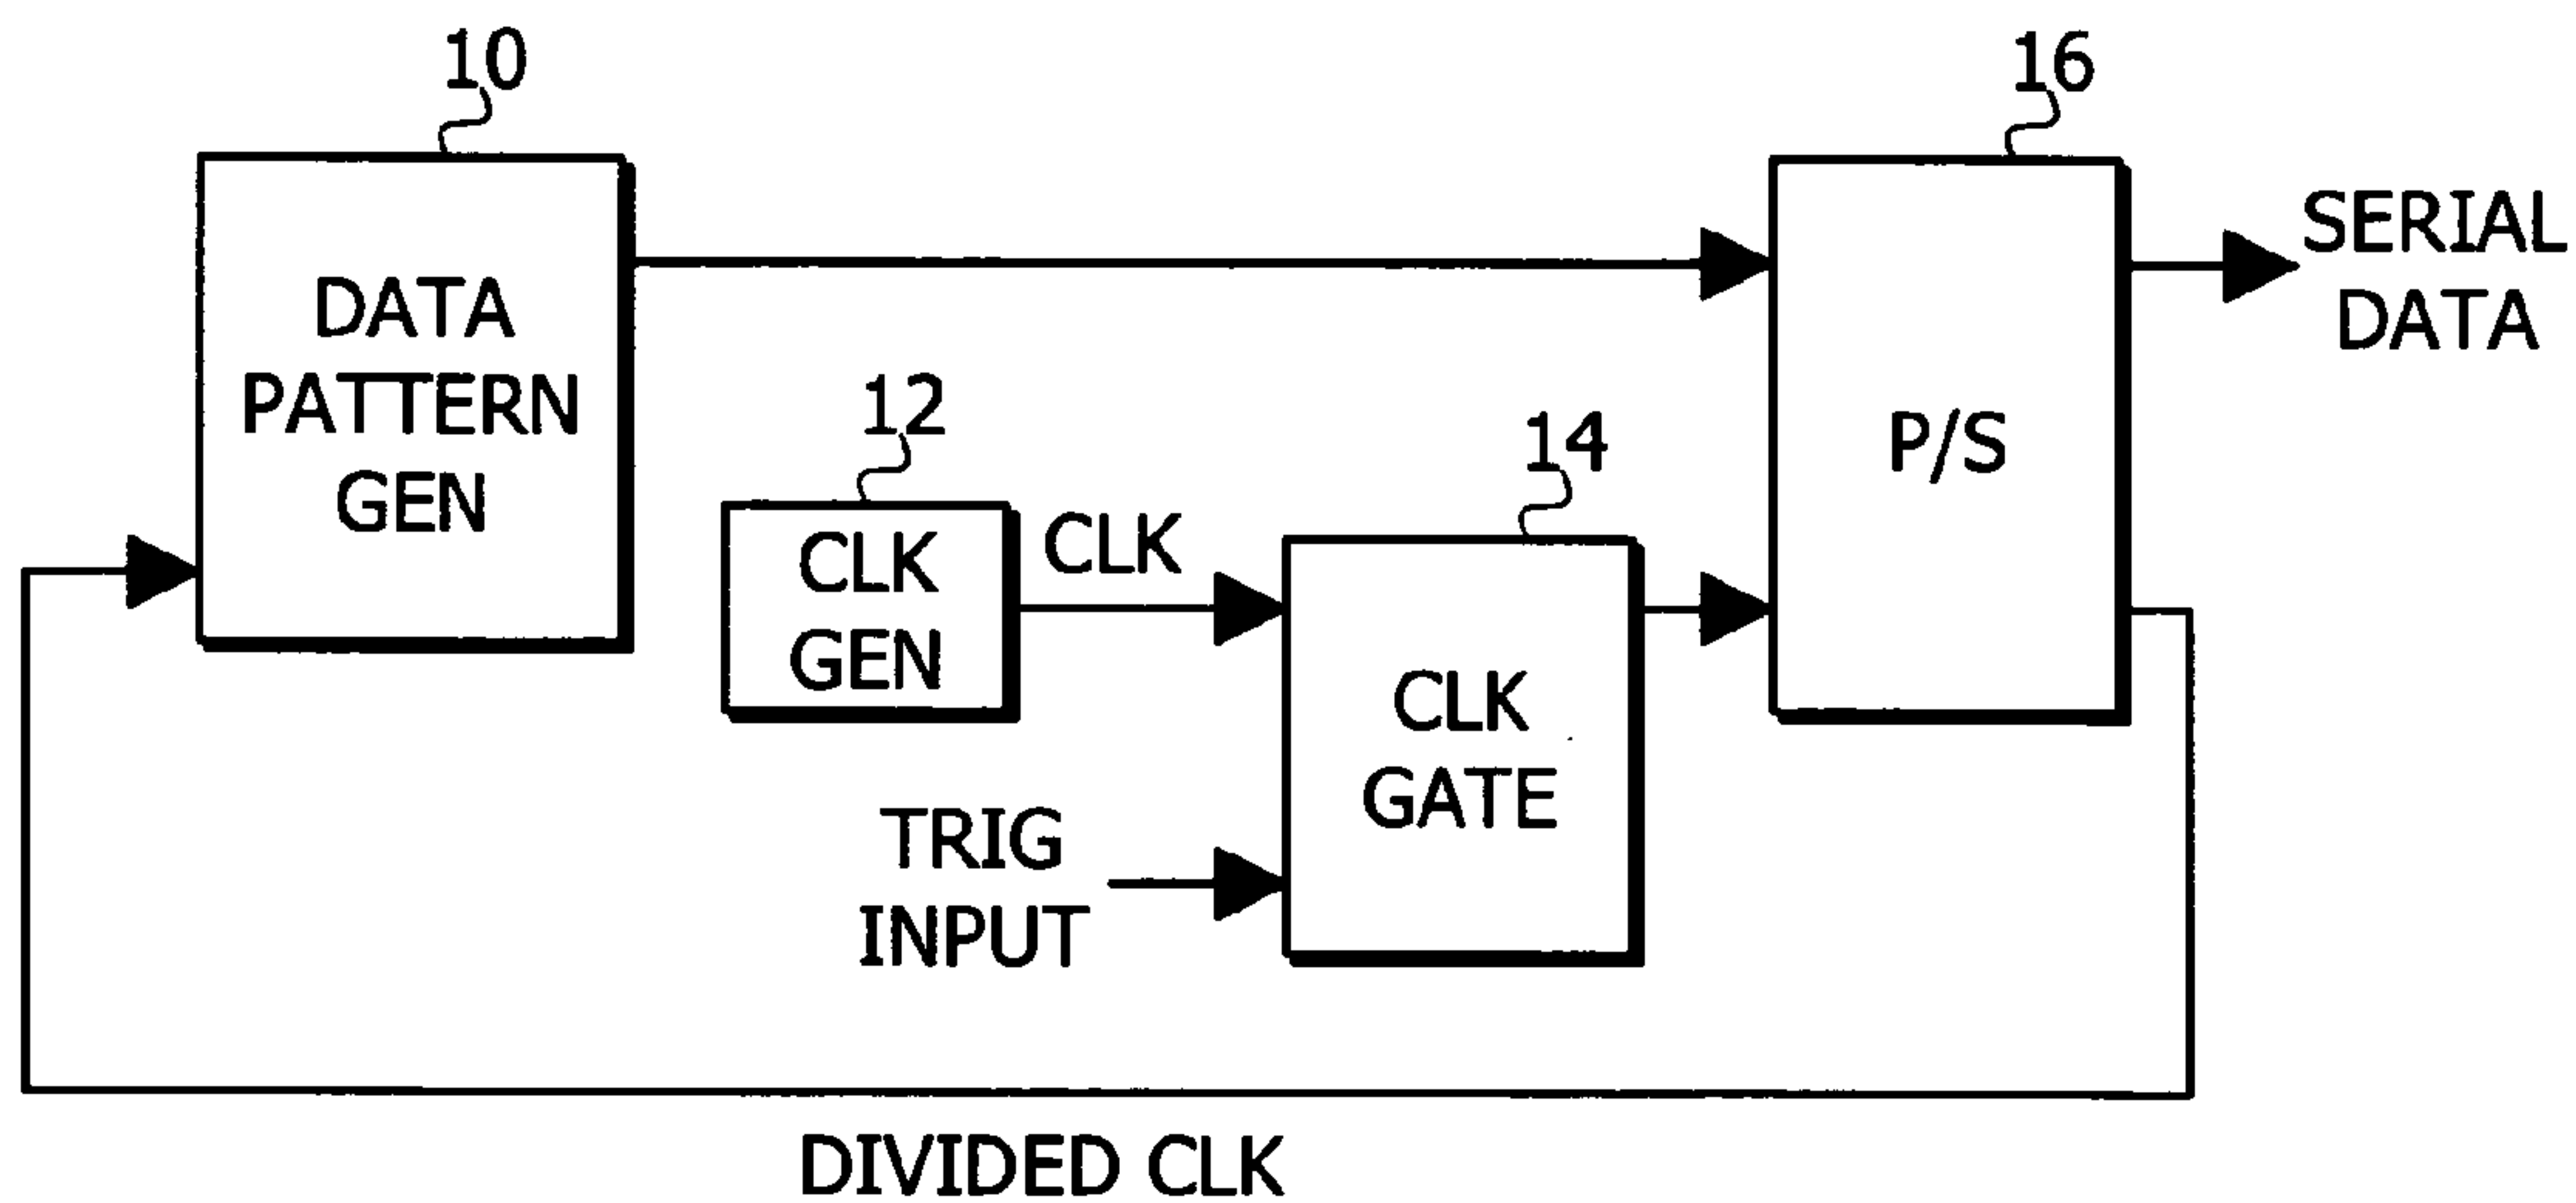 10
16
DATA
PATTERN
GEN
SERIAL
DATA
P/S
12
14
CLK
GEN
CLK
CLK
GATE
TRIG
INPUT
DIVIDED CLK